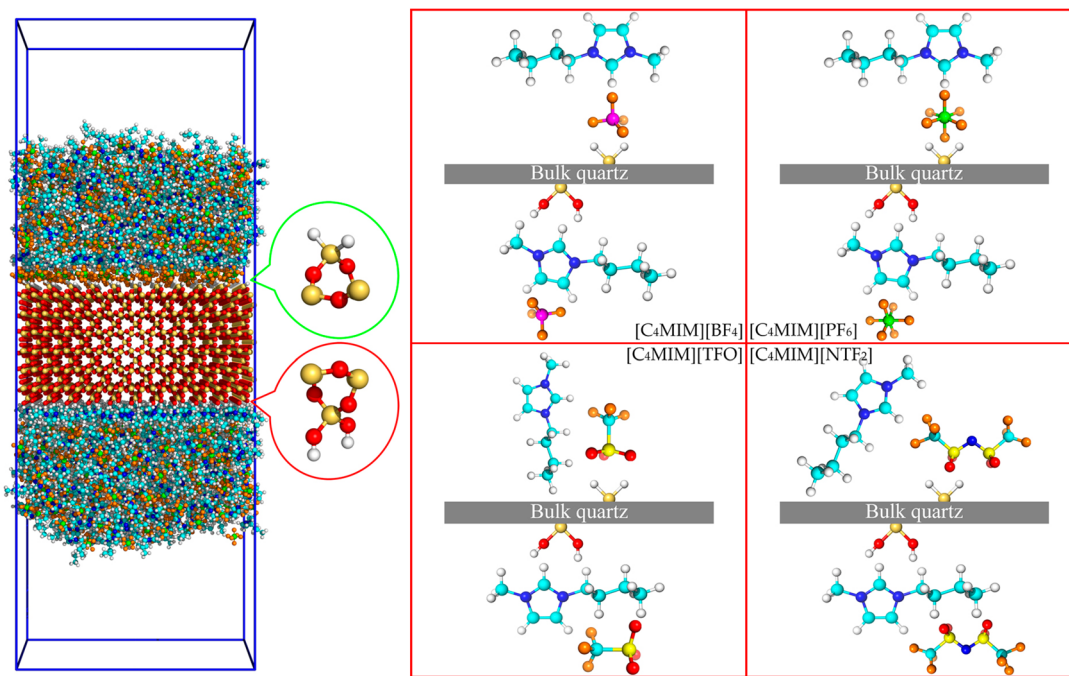 Bulk quartz
Bulk quartz
[C₄MIM][BF₄]
[C₄MIM][PF₆]
[C₄MIM][TFO]
[C₄MIM][NTF₂]
Bulk quartz
Bulk quartz